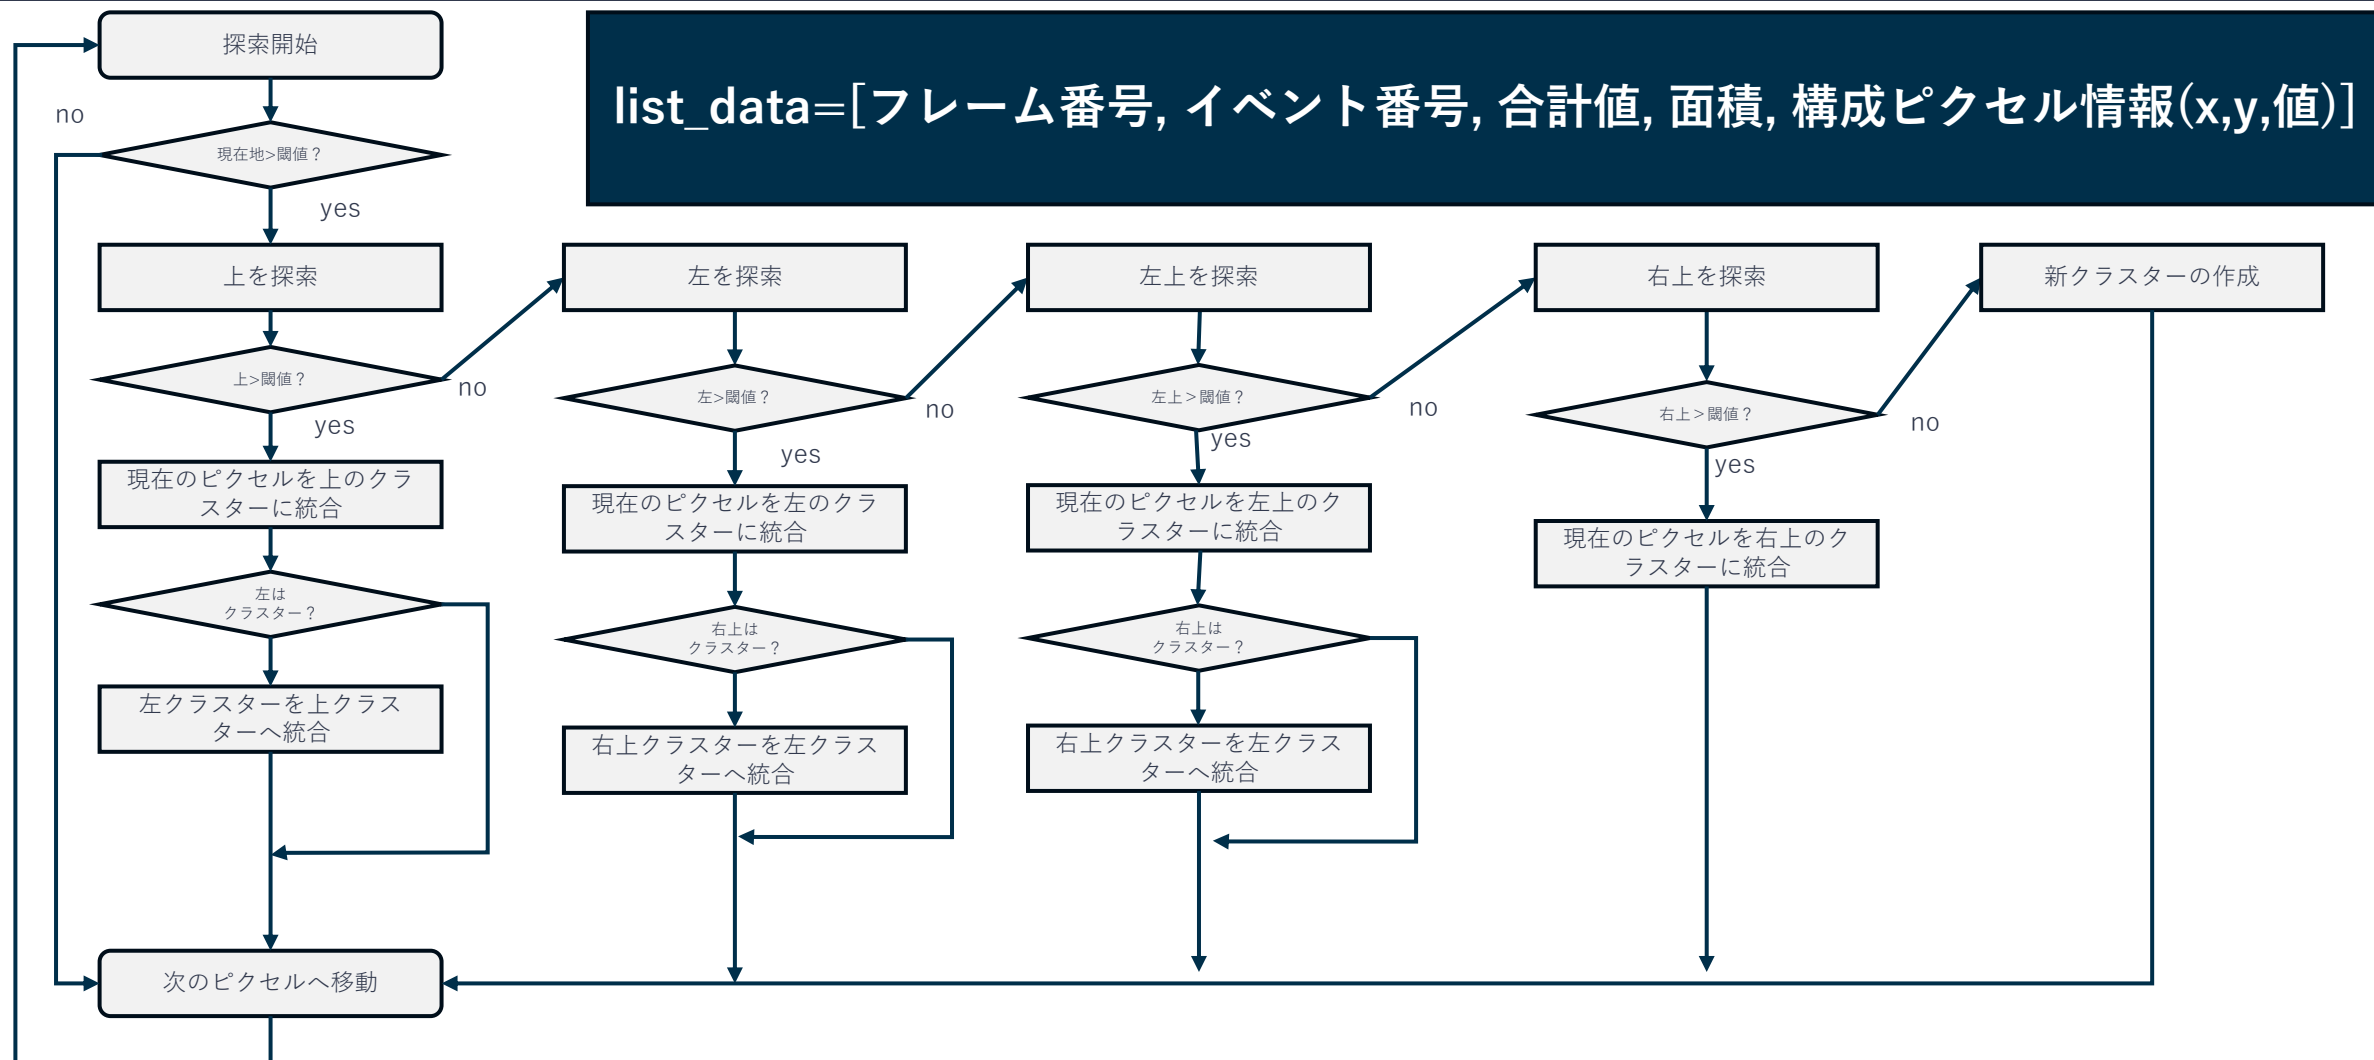 探索開始
list_data=[フレーム番号, イベント番号, 合計値, 面積, 構成ピクセル情報(x,y,値)]
no
現在地>閾値？
yes
上を探索
左を探索
左上を探索
右上を探索
新クラスターの作成
上>閾値？
no
左>閾値？
no
左上＞閾値？
no
右上＞閾値？
no
yes
yes
yes
yes
現在のピクセルを上のクラ
スターに統合
現在のピクセルを左のクラ
スターに統合
現在のピクセルを左上のク
ラスターに統合
現在のピクセルを右上のク
ラスターに統合
左は
クラスター？
右上は
クラスター？
右上は
クラスター？
左クラスターを上クラス
ターへ統合
右上クラスターを左クラス
ターへ統合
右上クラスターを左クラス
ターへ統合
次のピクセルへ移動